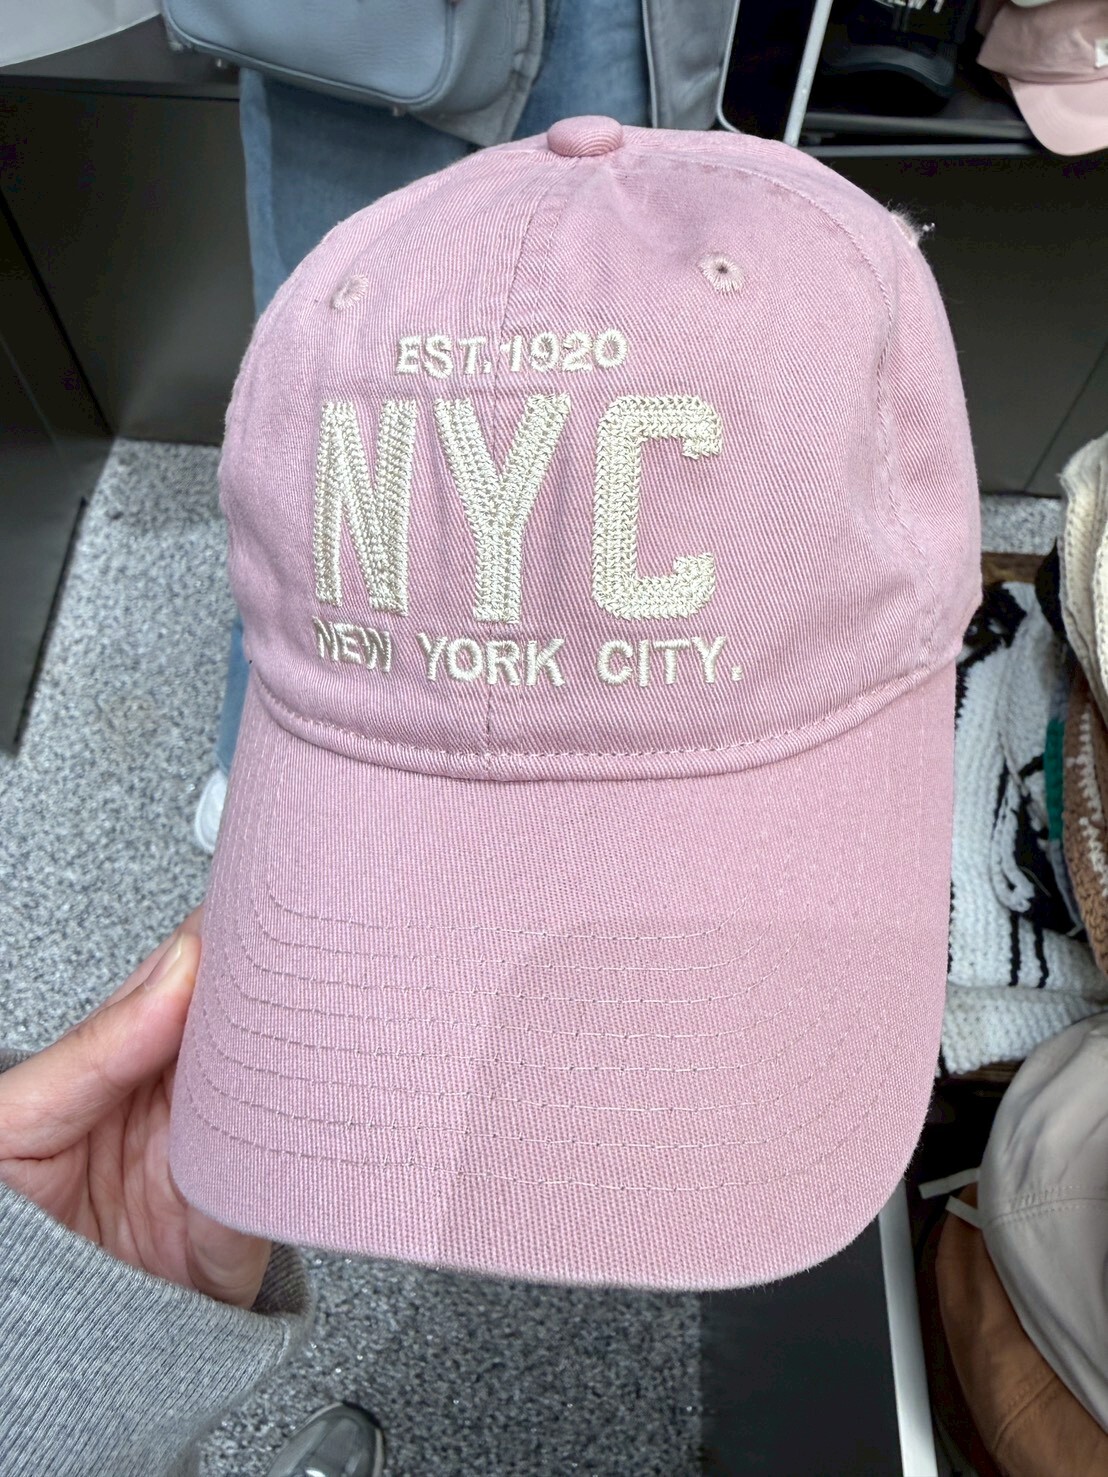 EST. 1920
NYC
NEW YORK CITY.